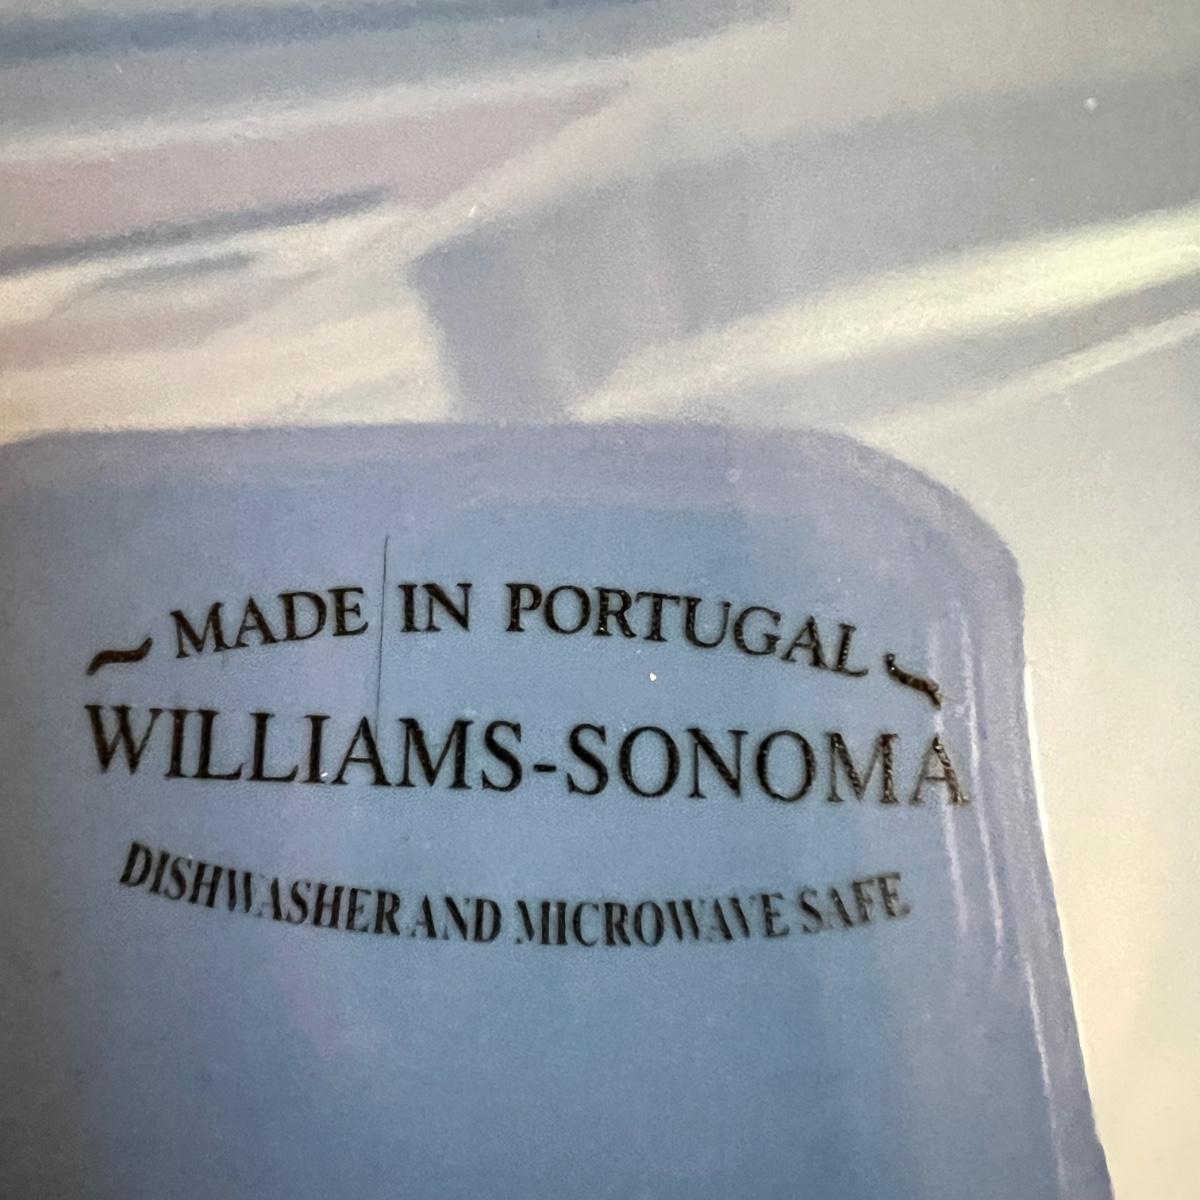 ~ MADE IN PORTUGAL ~
WILLIAMS-SONOMA
DISHWASHER AND MICROWAVE SAFE